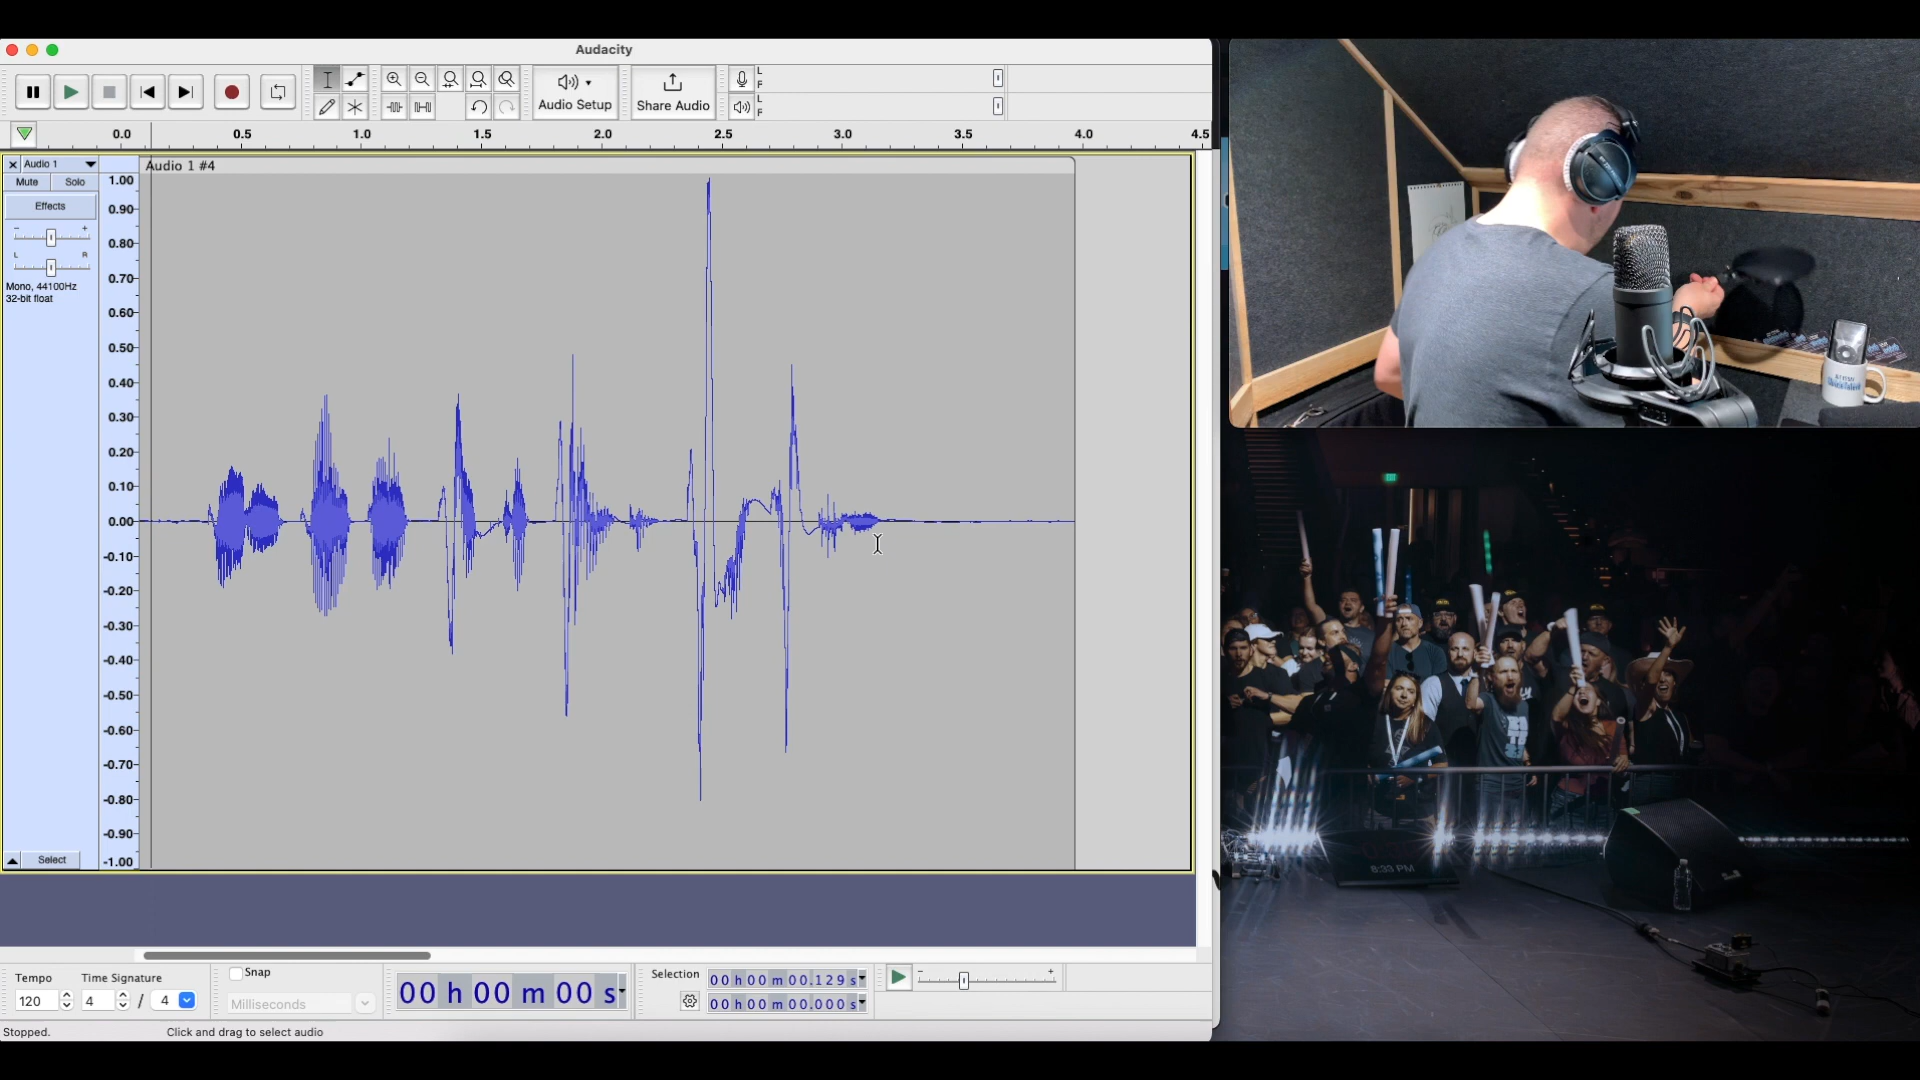 Audacity
Audio Setup
Share Audio
L
F
L
F
0.0 0.5 1.0 1.5 2.0 2.5 3.0 3.5 4.0 4.5
Audio 1
Mute Solo
Effects
- +
L R
Mono, 44100Hz
32-bit float
Select
Audio 1 #4
1.00
0.90
0.80
0.70
0.60
0.50
0.40
0.30
0.20
0.10
0.00
-0.10
-0.20
-0.30
-0.40
-0.50
-0.60
-0.70
-0.80
-0.90
-1.00
8:33 PM
Tempo
120
Time Signature
4 / 4
Snap
Milliseconds
00 h 00 m 00 s
Selection
00 h 00 m 00.129 s
00 h 00 m 00.000 s
- +
Stopped.
Click and drag to select audio